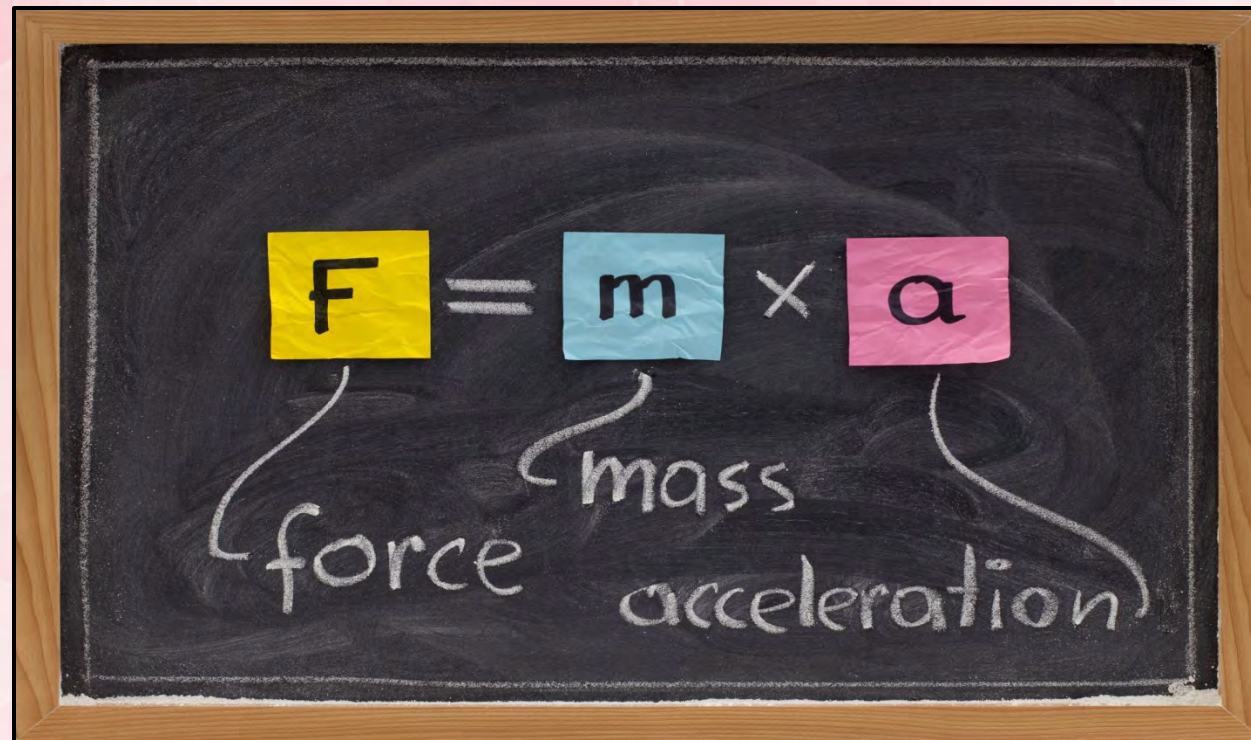 F = m × a
mass
force
acceleration